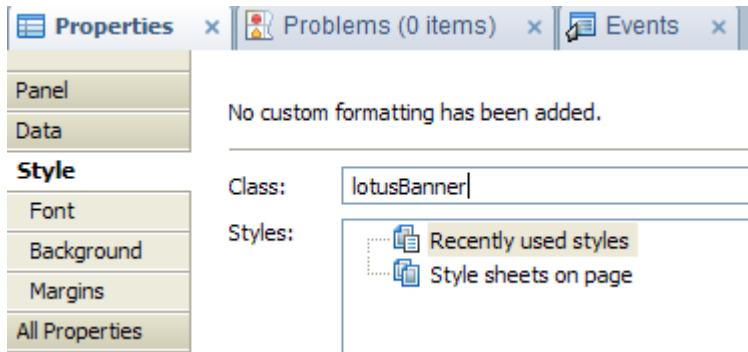 Properties Problems (0 items) Events
Panel
Data
Style
Font
Background
Margins
All Properties
No custom formatting has been added.
Class: lotusBanner
Styles: Recently used styles
Style sheets on page